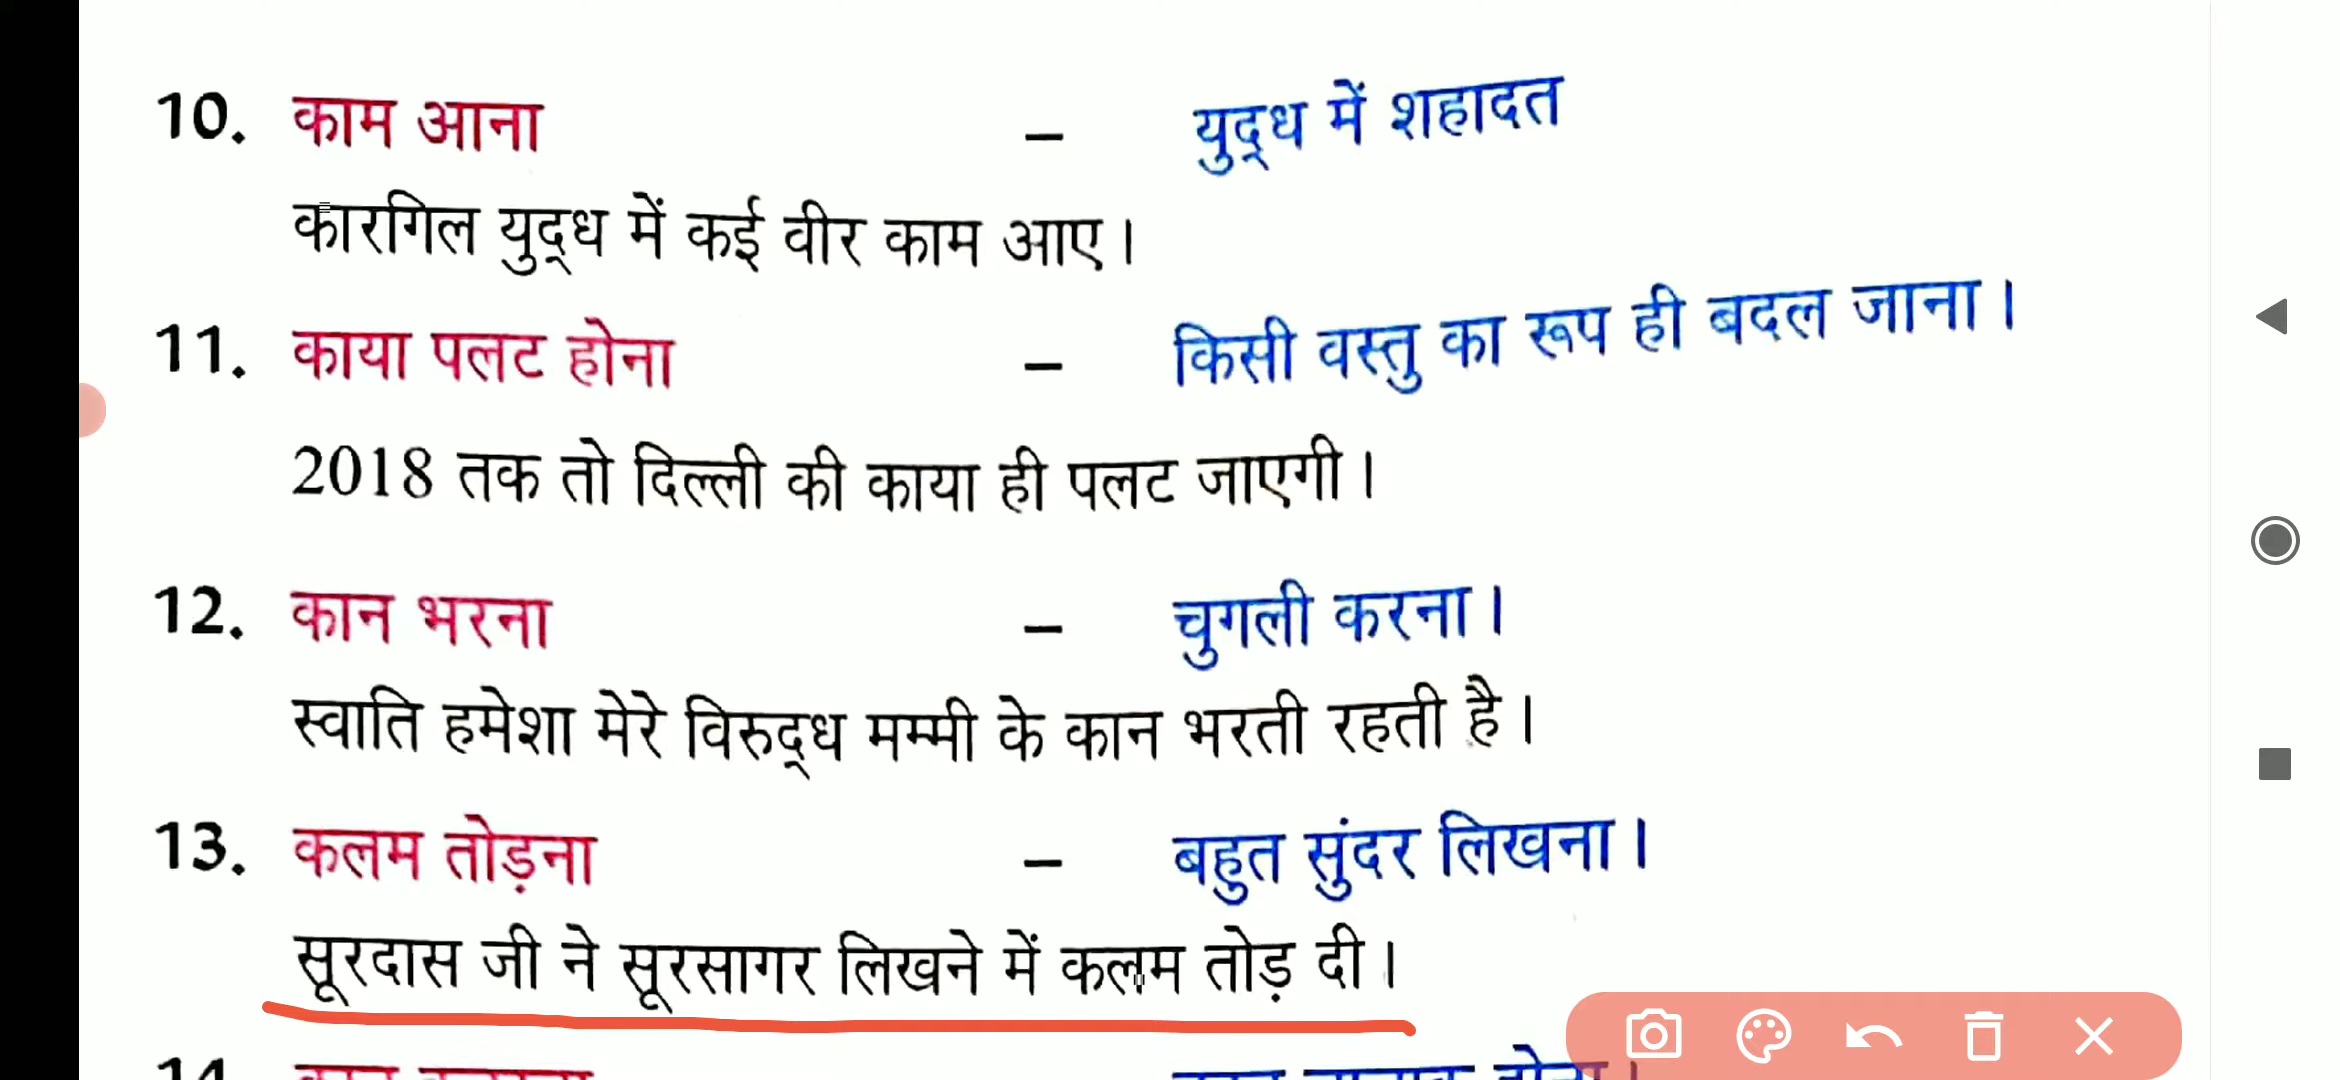 10. काम आना – युद्ध में शहादत
कारगिल युद्ध में कई वीर काम आए।
11. काया पलट होना – किसी वस्तु का रूप ही बदल जाना।
2018 तक तो दिल्ली की काया ही पलट जाएगी।
12. कान भरना – चुगली करना।
स्वाति हमेशा मेरे विरुद्ध मम्मी के कान भरती रहती है।
13. कलम तोड़ना – बहुत सुंदर लिखना।
सूरदास जी ने सूरसागर लिखने में कलम तोड़ दी।
14.